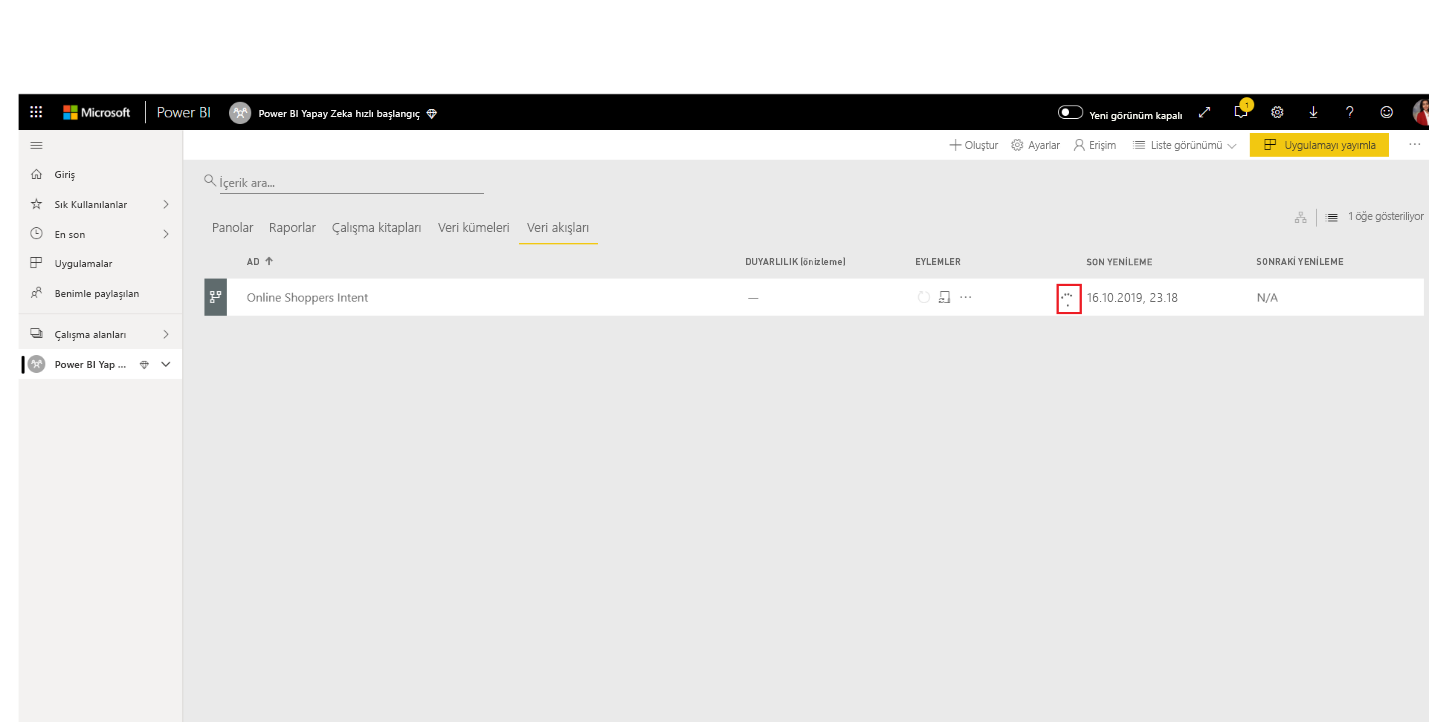 Microsoft Power BI Power BI Yapay Zeka hızlı başlangıç Yeni görünüm kapalı 1 ?
Oluştur Ayarlar Erişim Liste görünümü Uygulamayı yayımla ...
Giriş
Sık Kullanılanlar
En son
Uygulamalar
Benimle paylaşılan
Çalışma alanları
Power BI Yap ...
İçerik ara...
1 öğe gösteriliyor
Panolar Raporlar Çalışma kitapları Veri kümeleri Veri akışları
AD DUYARLILIK (önizleme) EYLEMLER SON YENİLEME SONRAKİ YENİLEME
Online Shoppers Intent — ... 16.10.2019, 23.18 N/A